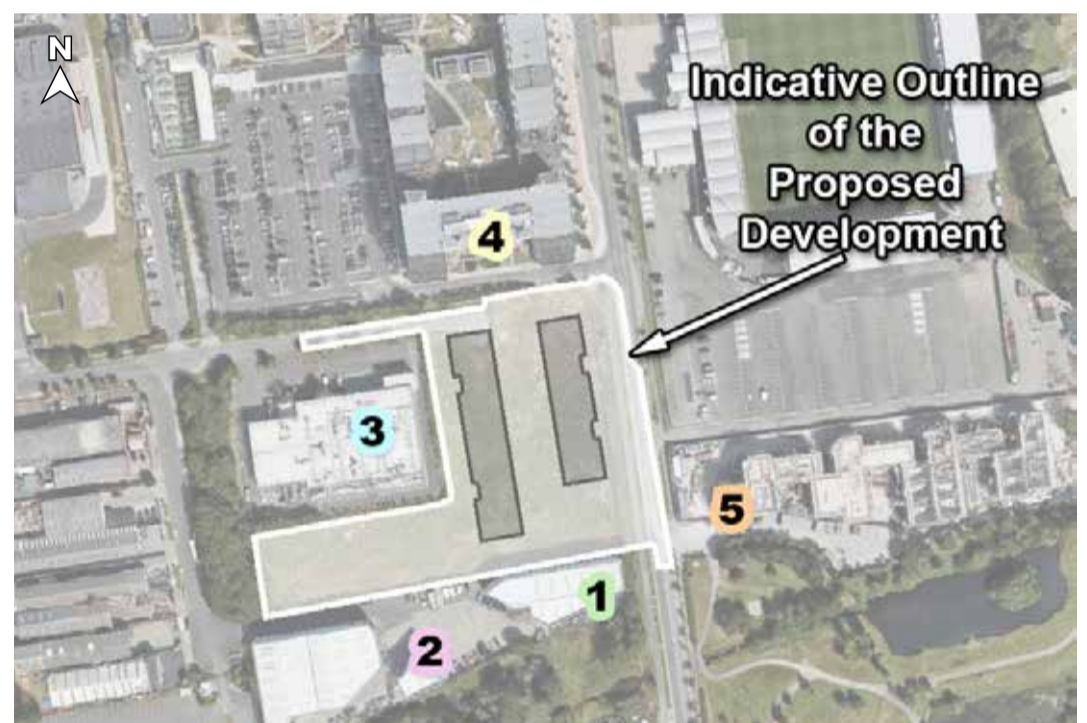 N
Indicative Outline
of the
Proposed
Development
4
3
5
1
2